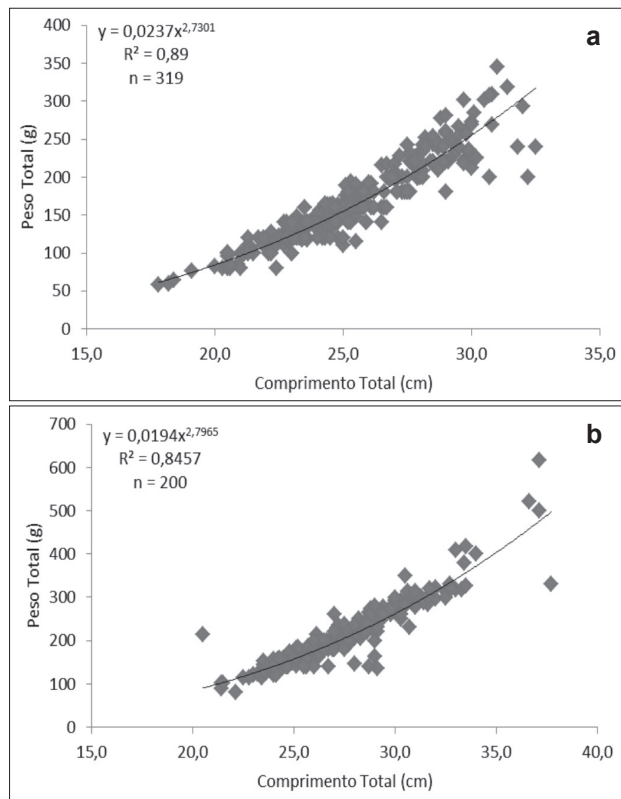 y = 0,0237x^2,7301
R² = 0,89
n = 319
a
Peso Total (g)
400
350
300
250
200
150
100
50
0
15,0 20,0 25,0 30,0 35,0
Comprimento Total (cm)
y = 0,0194x^2,7965
R² = 0,8457
n = 200
b
Peso Total (g)
700
600
500
400
300
200
100
0
15,0 20,0 25,0 30,0 35,0 40,0
Comprimento Total (cm)